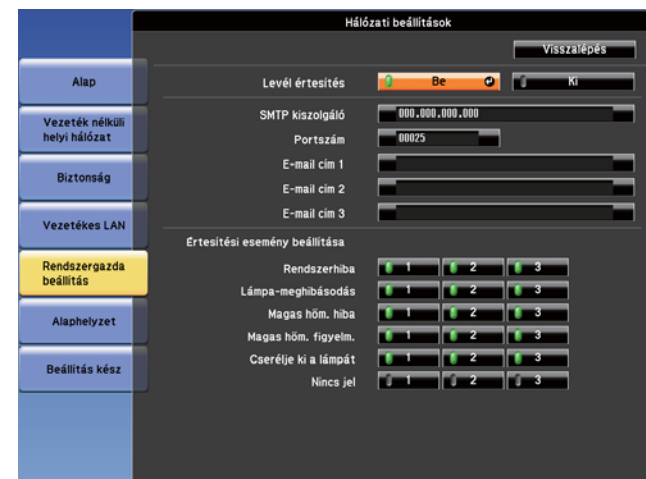 Hálózati beállítások
Visszalépés
Alap
Vezeték nélküli
helyi hálózat
Biztonság
Vezetékes LAN
Rendszergazda
beállítás
Alaphelyzet
Beállítás kész
Levél értesítés Be Ki
SMTP kiszolgáló 000.000.000.000
Portszám 00025
E-mail cím 1
E-mail cím 2
E-mail cím 3
Értesítési esemény beállítása
Rendszerhiba 1 2 3
Lámpa-meghibásodás 1 2 3
Magas hőm. hiba 1 2 3
Magas hőm. figyelm. 1 2 3
Cserélje ki a lámpát 1 2 3
Nincs jel 1 2 3